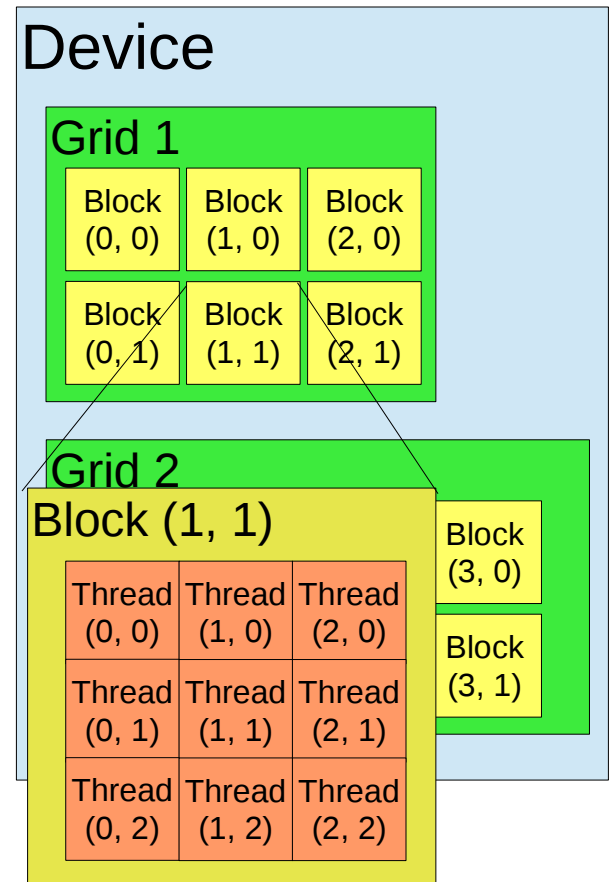 Device
Grid 1
Block Block Block
(0, 0) (1, 0) (2, 0)
Block Block Block
(0, 1) (1, 1) (2, 1)
Grid 2
Block (1, 1)
Block
(3, 0)
Block
(3, 1)
Thread Thread Thread
(0, 0) (1, 0) (2, 0)
Thread Thread Thread
(0, 1) (1, 1) (2, 1)
Thread Thread Thread
(0, 2) (1, 2) (2, 2)